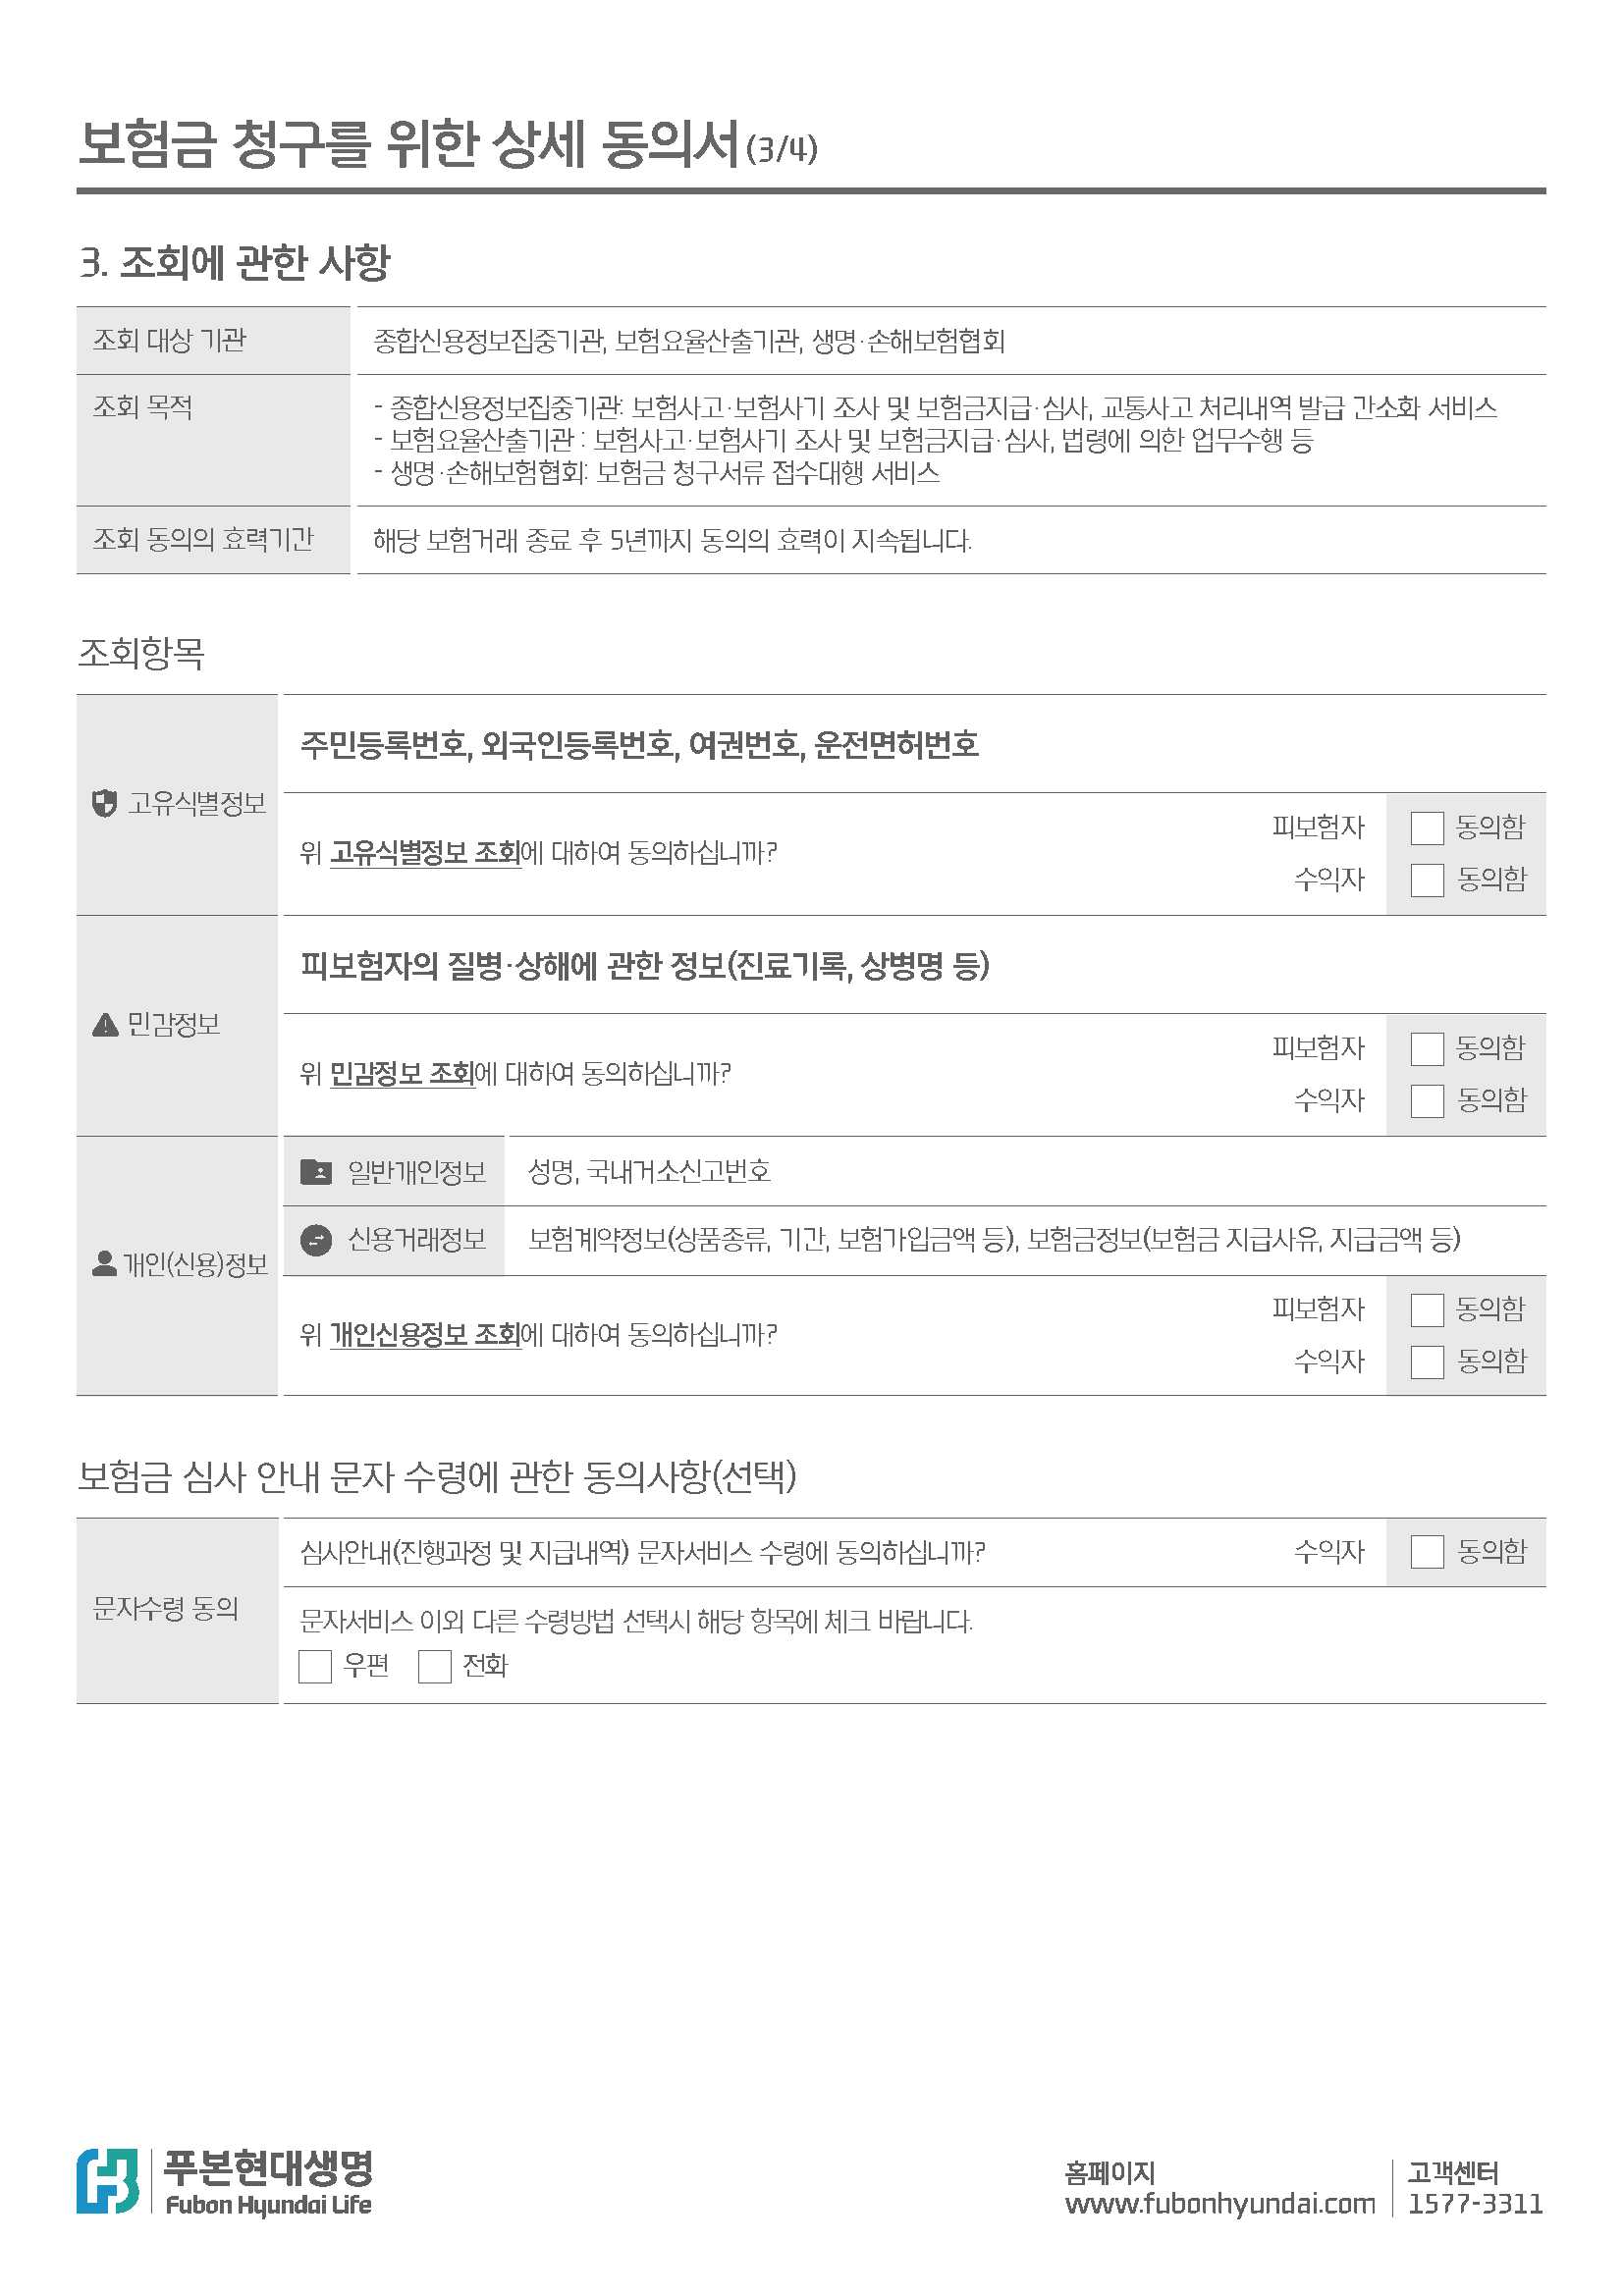 보험금 청구를 위한 상세 동의서(3/4)
3. 조회에 관한 사항
조회 대상 기관
종합신용정보집중기관, 보험요율산출기관, 생명·손해보험협회
조회 목적
- 종합신용정보집중기관: 보험사고·보험사기 조사 및 보험금지급·심사, 교통사고 처리내역 발급 간소화 서비스
- 보험요율산출기관 : 보험사고·보험사기 조사 및 보험금지급·심사, 법령에 의한 업무수행 등
- 생명·손해보험협회: 보험금 청구서류 접수대행 서비스
조회 동의의 효력기간
해당 보험거래 종료 후 5년까지 동의의 효력이 지속됩니다.
조회항목
고유식별정보
주민등록번호, 외국인등록번호, 여권번호, 운전면허번호
위 고유식별정보 조회에 대하여 동의하십니까?
피보험자 동의함
수익자 동의함
민감정보
피보험자의 질병·상해에 관한 정보(진료기록, 상병명 등)
위 민감정보 조회에 대하여 동의하십니까?
피보험자 동의함
수익자 동의함
개인(신용)정보
일반개인정보 성명, 국내거소신고번호
신용거래정보 보험계약정보(상품종류, 기간, 보험가입금액 등), 보험금정보(보험금 지급사유, 지급금액 등)
위 개인신용정보 조회에 대하여 동의하십니까?
피보험자 동의함
수익자 동의함
보험금 심사 안내 문자 수령에 관한 동의사항(선택)
문자수령 동의
심사안내(진행과정 및 지급내역) 문자서비스 수령에 동의하십니까? 수익자 동의함
문자서비스 이외 다른 수령방법 선택시 해당 항목에 체크 바랍니다.
우편 전화
푸본현대생명
Fubon Hyundai Life
홈페이지
www.fubonhyundai.com
고객센터
1577-3311